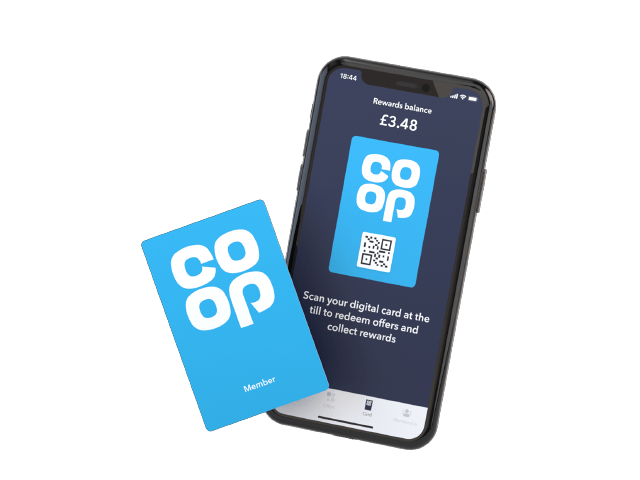 18:44
Rewards balance
£3.48
co
op
Scan your digital card at the
till to redeem offers and
collect rewards
Card
co
op
Member